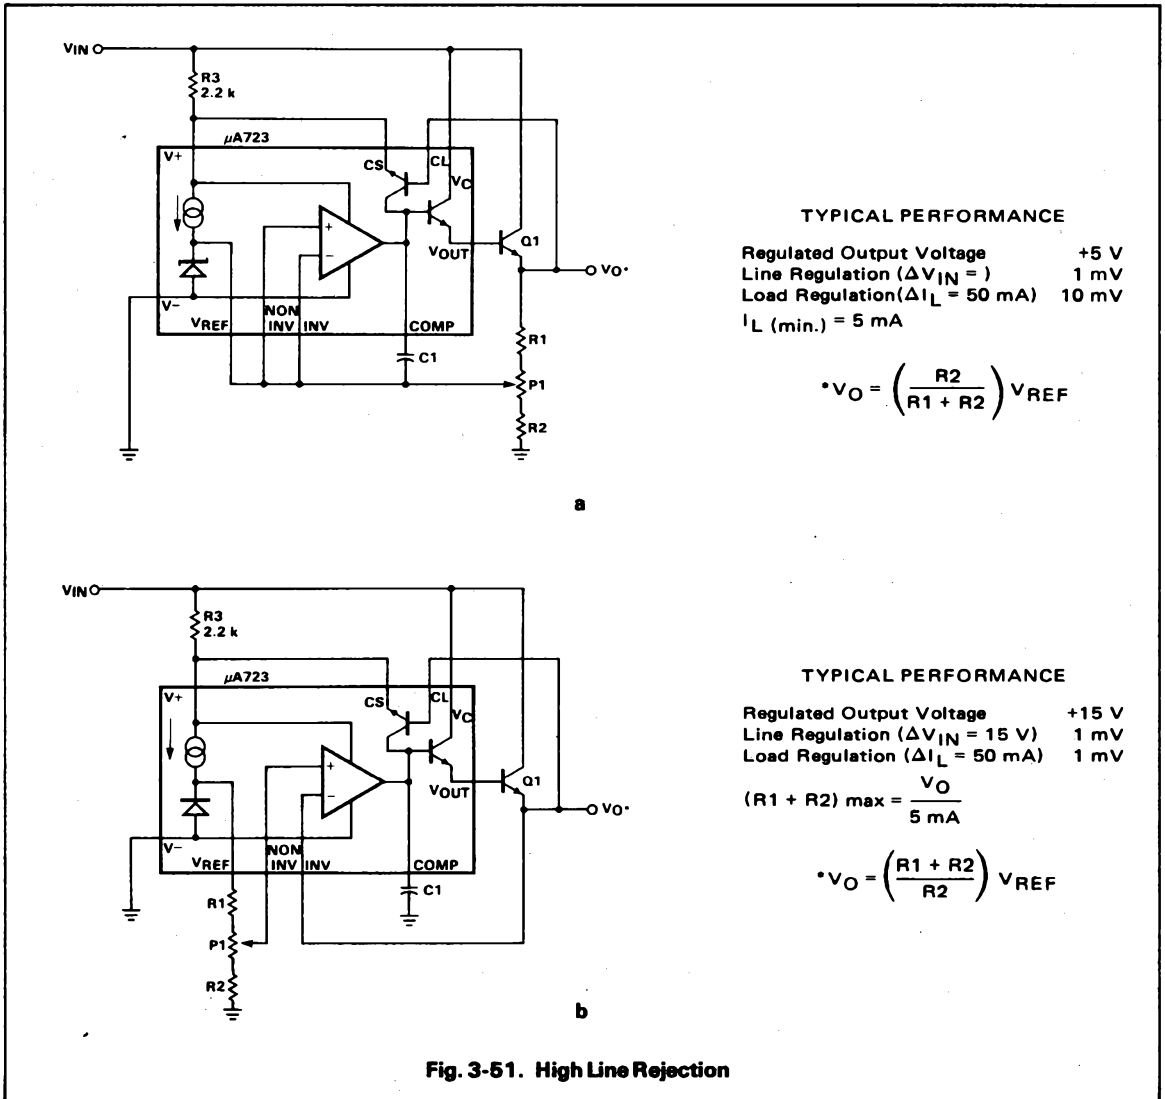 VIN
R3
2.2 k
μA723
V+
CS
CL
VC
+
−
Q1
VOUT
VO*
V−
VREF
NON
INV
INV
COMP
C1
R1
P1
R2
TYPICAL PERFORMANCE
Regulated Output Voltage +5 V
Line Regulation (ΔVIN = ) 1 mV
Load Regulation(ΔIL = 50 mA) 10 mV
IL (min.) = 5 mA
*VO = (R2 / R1 + R2) VREF
a
VIN
R3
2.2 k
μA723
V+
CS
CL
VC
+
−
Q1
VOUT
VO*
V−
VREF
NON
INV
INV
COMP
C1
R1
P1
R2
TYPICAL PERFORMANCE
Regulated Output Voltage +15 V
Line Regulation (ΔVIN = 15 V) 1 mV
Load Regulation (ΔIL = 50 mA) 1 mV
(R1 + R2) max = VO / 5 mA
*VO = (R1 + R2 / R2) VREF
b
Fig. 3-51. High Line Rejection